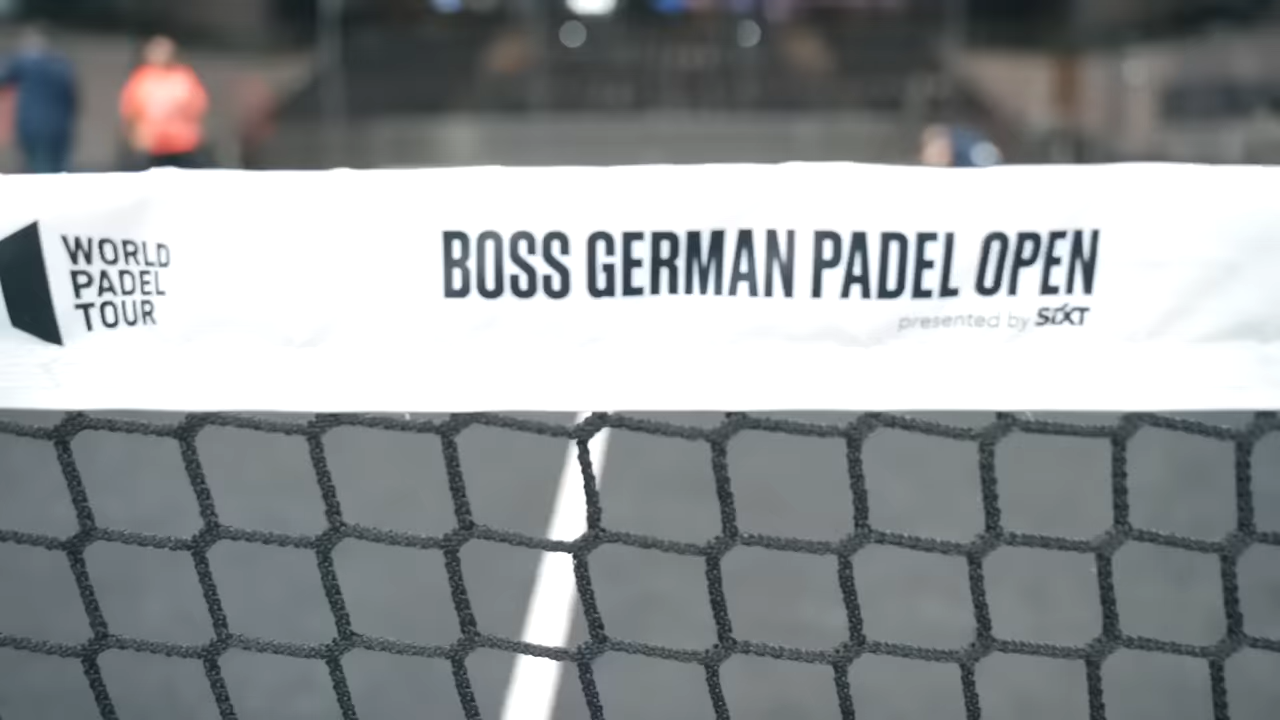 WORLD
PADEL
TOUR
BOSS GERMAN PADEL OPEN
presented by SIXT